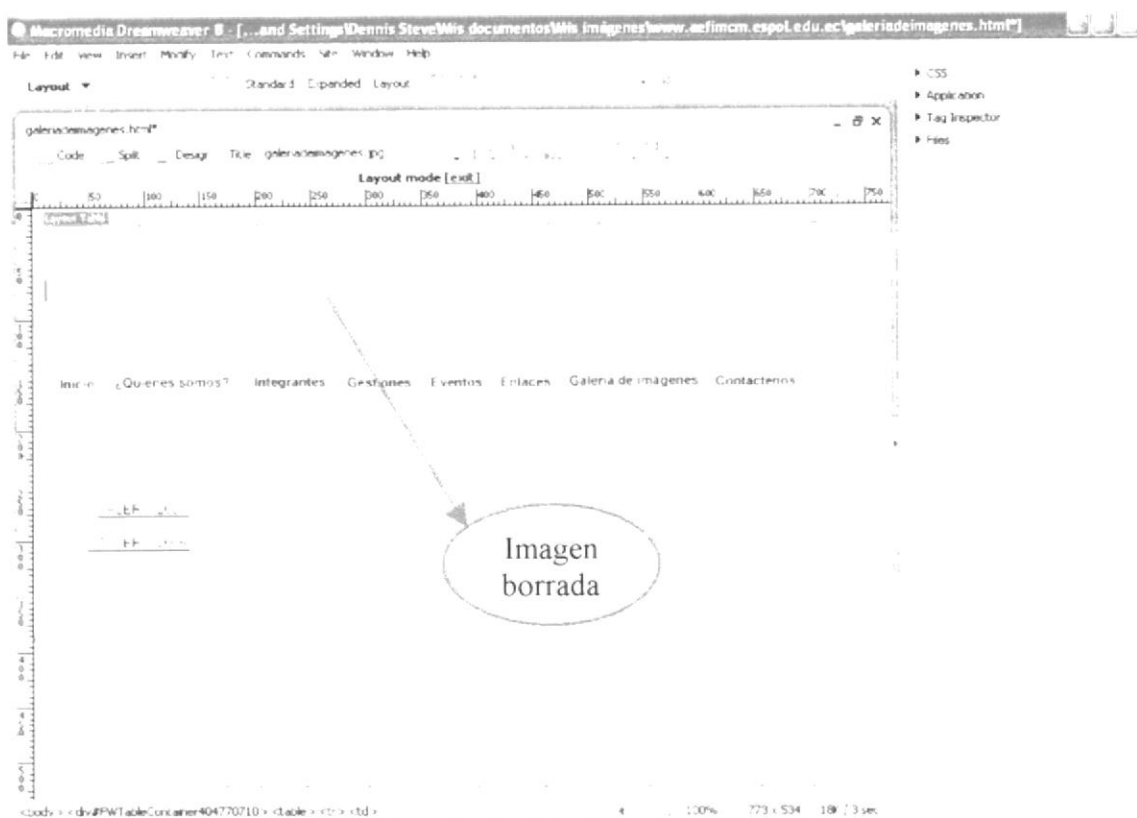 Macromedia Dreamweaver 8 - [...and Settings\Dennis Steve\Mis documentos\Mis imágenes\www.aefimcm.espol.edu.ec\galeriadeimagenes.html*]
File Edit View Insert Modify Text Commands Site Window Help
Layout Standard Expanded Layout
CSS
Application
Tag Inspector
Files
galeriadeimagenes.html*
Code Split Design Title galeriadeimagenes.jpg
Layout mode [exit]
50 100 150 200 250 300 350 400 450 500 550 600 650 700 750
Layout Table
Inicio ¿Quienes somos? Integrantes Gestiones Eventos Enlaces Galeria de imágenes Contactenos
Imagen
borrada
<body> <div#FWTableContainer404770710> <table> <tr> <td>
100% 773 x 534 18k / 3 sec